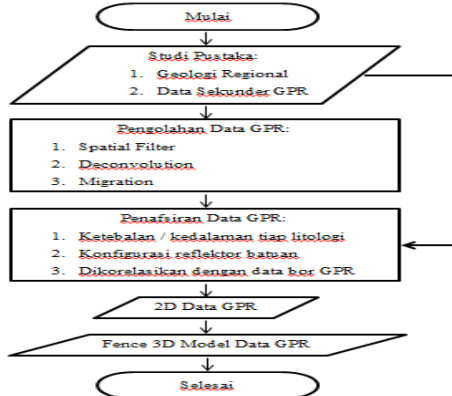 Mulai
Studi Pustaka:
1. Geologi Regional
2. Data Sekunder GPR
Pengolahan Data GPR:
1. Spatial Filter
2. Deconvolution
3. Migration
Penafsiran Data GPR:
1. Ketebalan / kedalaman tiap litologi
2. Konfigurasi reflektor batuan
3. Dikorelasikan dengan data bor GPR
2D Data GPR
Fence 3D Model Data GPR
Selesai